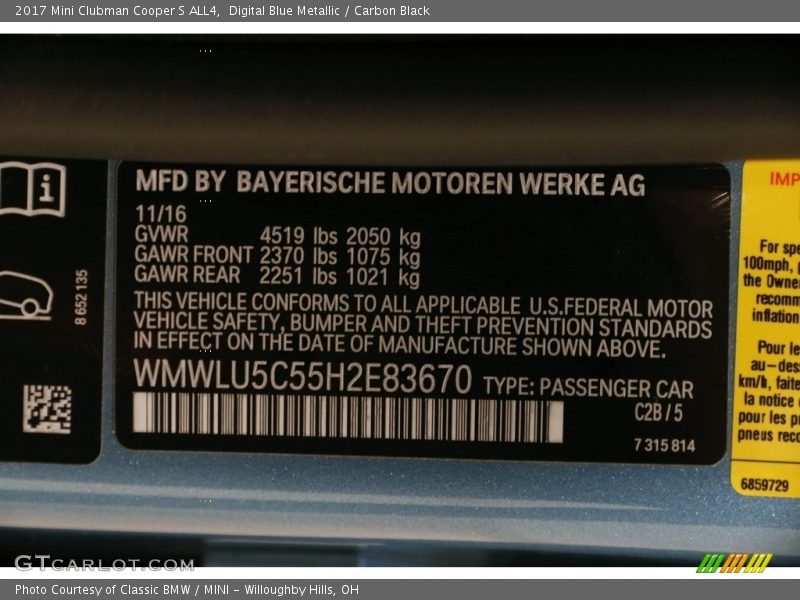 2017 Mini Clubman Cooper S ALL4,  Digital Blue Metallic / Carbon Black
MFD BY BAYERISCHE MOTOREN WERKE AG
11/16
GVWR 4519 lbs 2050 kg
GAWR FRONT 2370 lbs 1075 kg
GAWR REAR 2251 lbs 1021 kg
THIS VEHICLE CONFORMS TO ALL APPLICABLE U.S.FEDERAL MOTOR
VEHICLE SAFETY, BUMPER AND THEFT PREVENTION STANDARDS
IN EFFECT ON THE DATE OF MANUFACTURE SHOWN ABOVE.
WMWLU5C55H2E83670 TYPE: PASSENGER CAR
C2B / 5
7 315 814
8 652 135
i
IMP
For spe
100mph, p
the Owne
recomm
inflation
Pour le
au-dess
km/h, faite
la notice
pour les p
pneus reco
6859729
GTCARLOT.COM
Photo Courtesy of Classic BMW / MINI - Willoughby Hills, OH